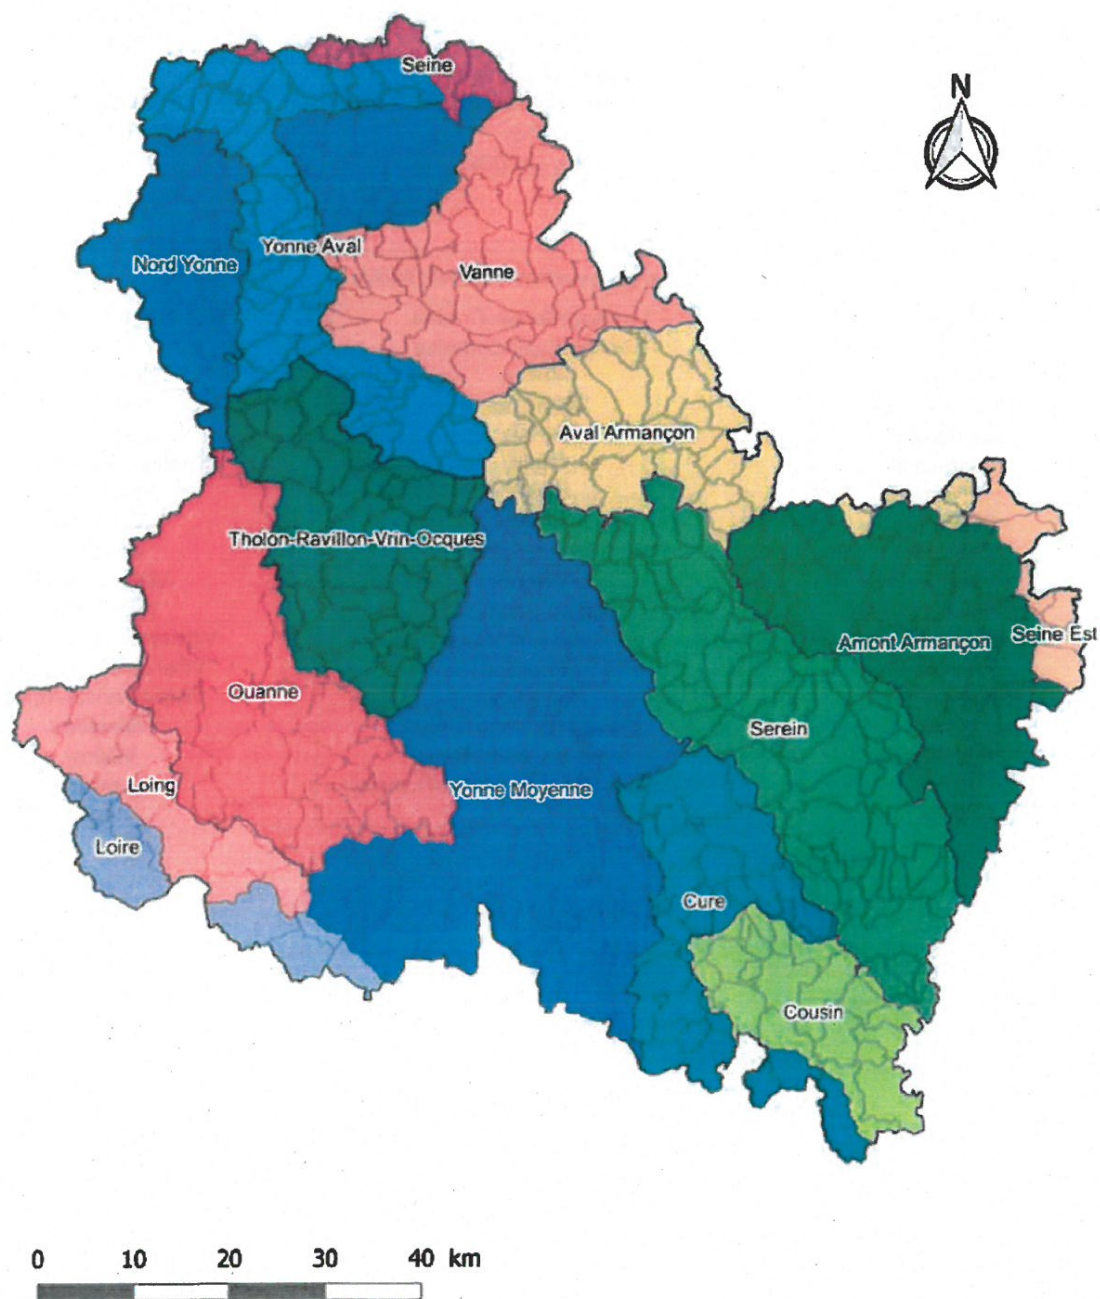 Seine
N
Yonne Aval
Nord Yonne
Vanne
Aval Armançon
Tholon-Ravillon-Vrin-Ocques
Seine Est
Amont Armançon
Ouanne
Serein
Loing
Yonne Moyenne
Loire
Cure
Cousin
0 10 20 30 40 km